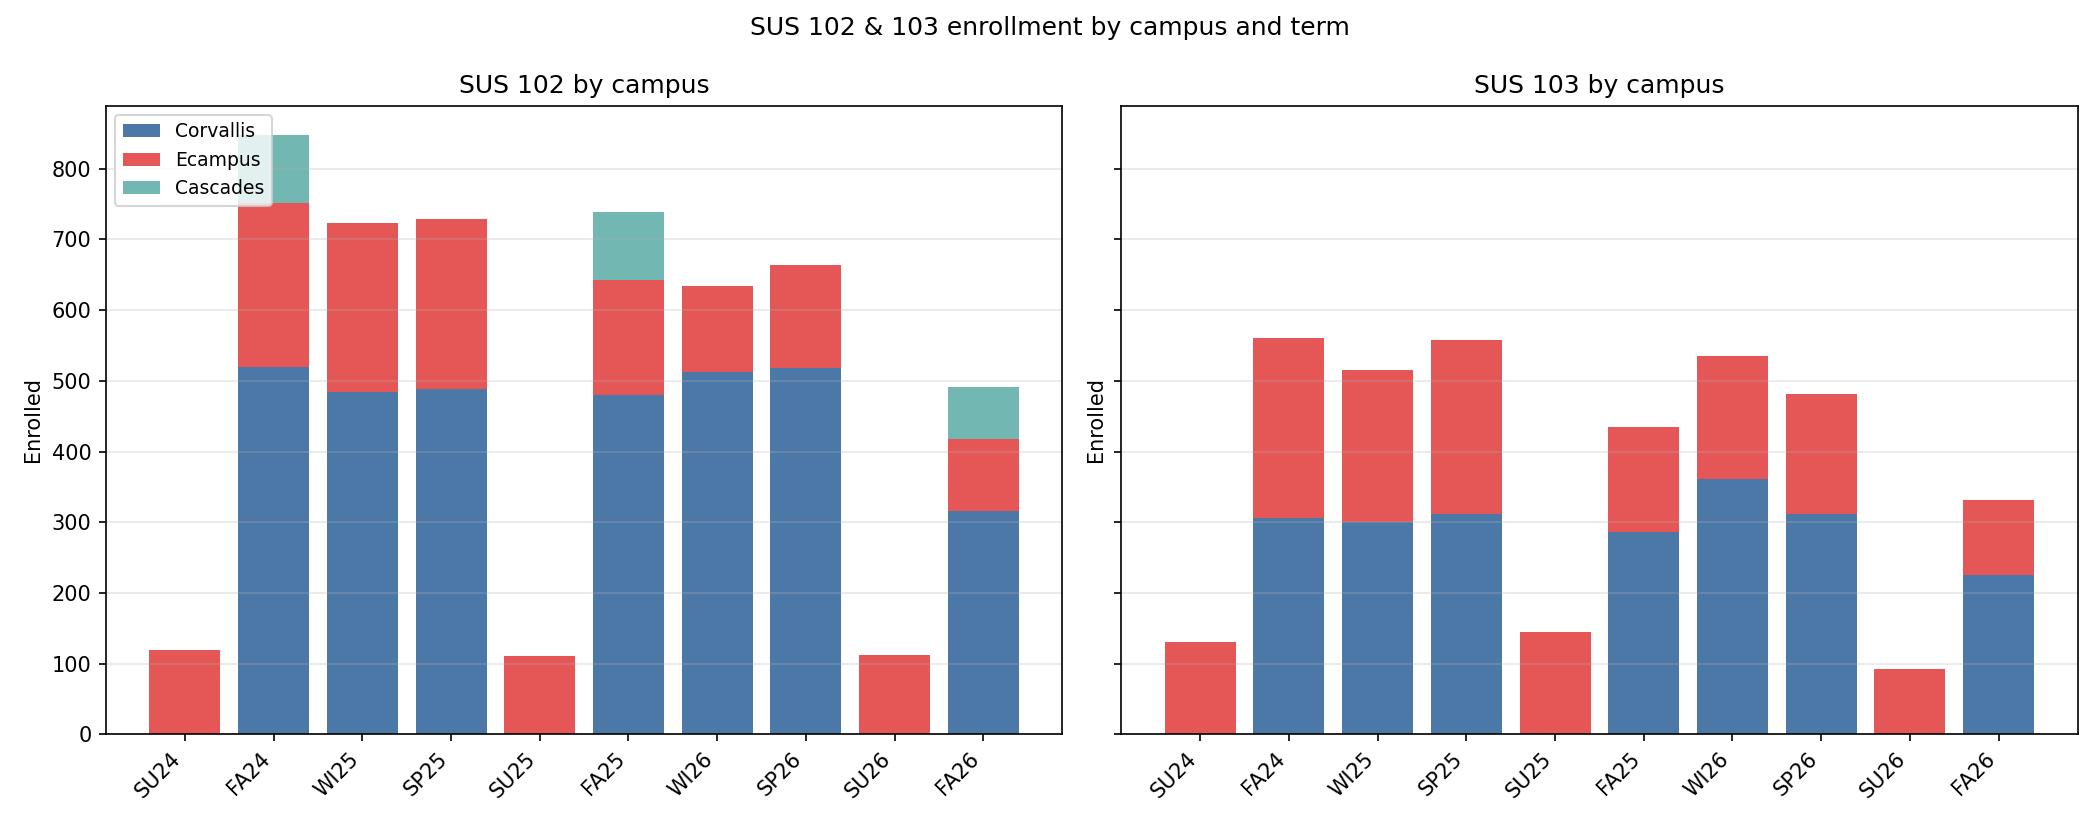 SUS 102 & 103 enrollment by campus and term
SUS 102 by campus
Corvallis
Ecampus
Cascades
Enrolled
800
700
600
500
400
300
200
100
0
SU24
FA24
WI25
SP25
SU25
FA25
WI26
SP26
SU26
FA26
SUS 103 by campus
Enrolled
SU24
FA24
WI25
SP25
SU25
FA25
WI26
SP26
SU26
FA26